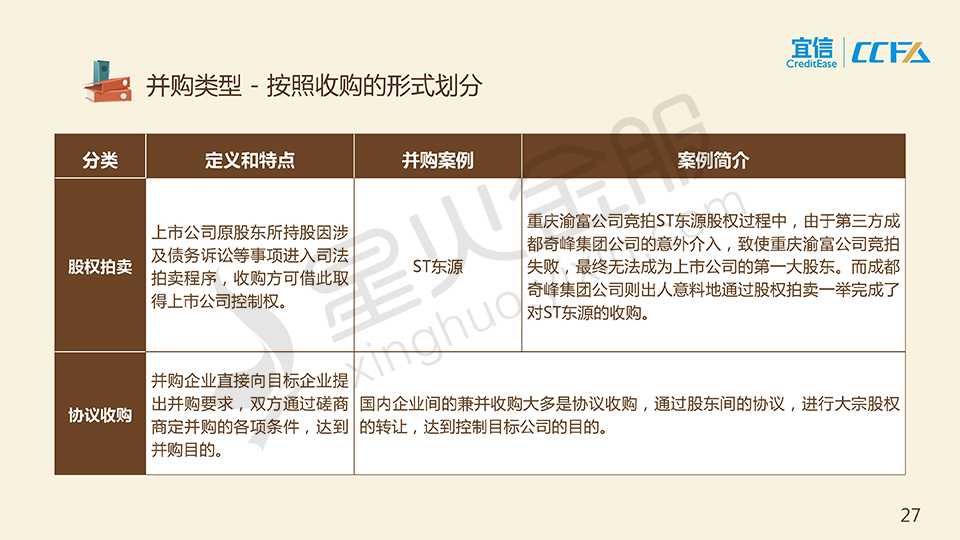 宜信
CreditEase
CCFA
并购类型 - 按照收购的形式划分
分类
定义和特点
并购案例
案例简介
股权拍卖
上市公司原股东所持股因涉
及债务诉讼等事项进入司法
拍卖程序，收购方可借此取
得上市公司控制权。
ST东源
重庆渝富公司竞拍ST东源股权过程中，由于第三方成
都奇峰集团公司的意外介入，致使重庆渝富公司竞拍
失败，最终无法成为上市公司的第一大股东。而成都
奇峰集团公司则出人意料地通过股权拍卖一举完成了
对ST东源的收购。
协议收购
并购企业直接向目标企业提
出并购要求，双方通过磋商
商定并购的各项条件，达到
并购目的。
国内企业间的兼并收购大多是协议收购，通过股东间的协议，进行大宗股权
的转让，达到控制目标公司的目的。
星火金服
27